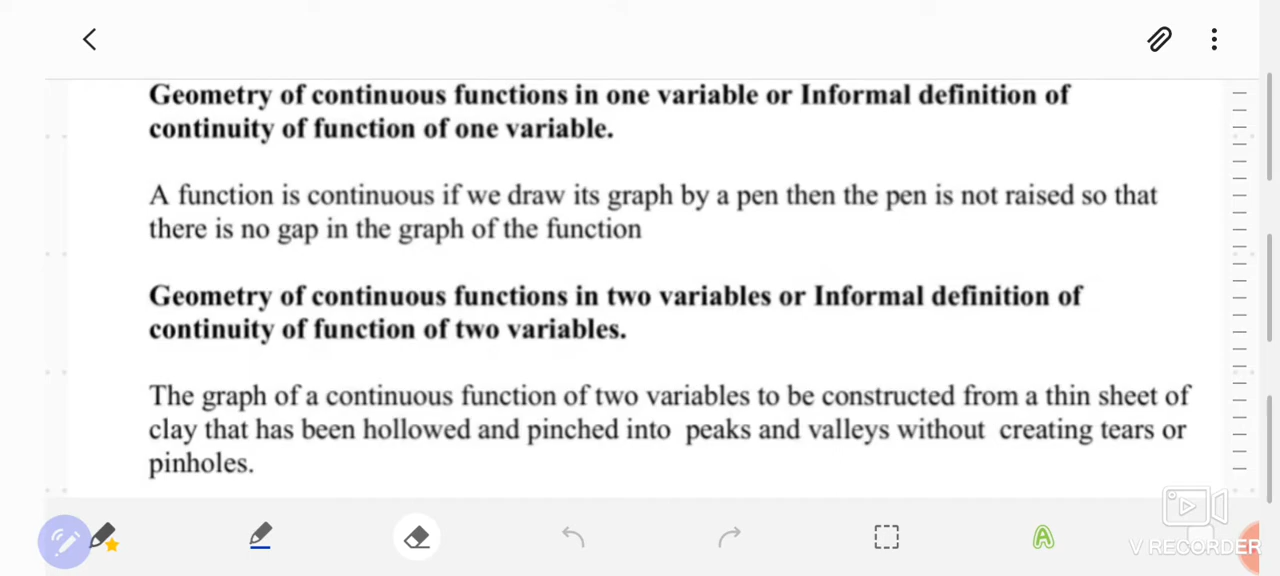 Geometry of continuous functions in one variable or Informal definition of
continuity of function of one variable.
A function is continuous if we draw its graph by a pen then the pen is not raised so that
there is no gap in the graph of the function
Geometry of continuous functions in two variables or Informal definition of
continuity of function of two variables.
The graph of a continuous function of two variables to be constructed from a thin sheet of
clay that has been hollowed and pinched into peaks and valleys without creating tears or
pinholes.
A
V RECORDER